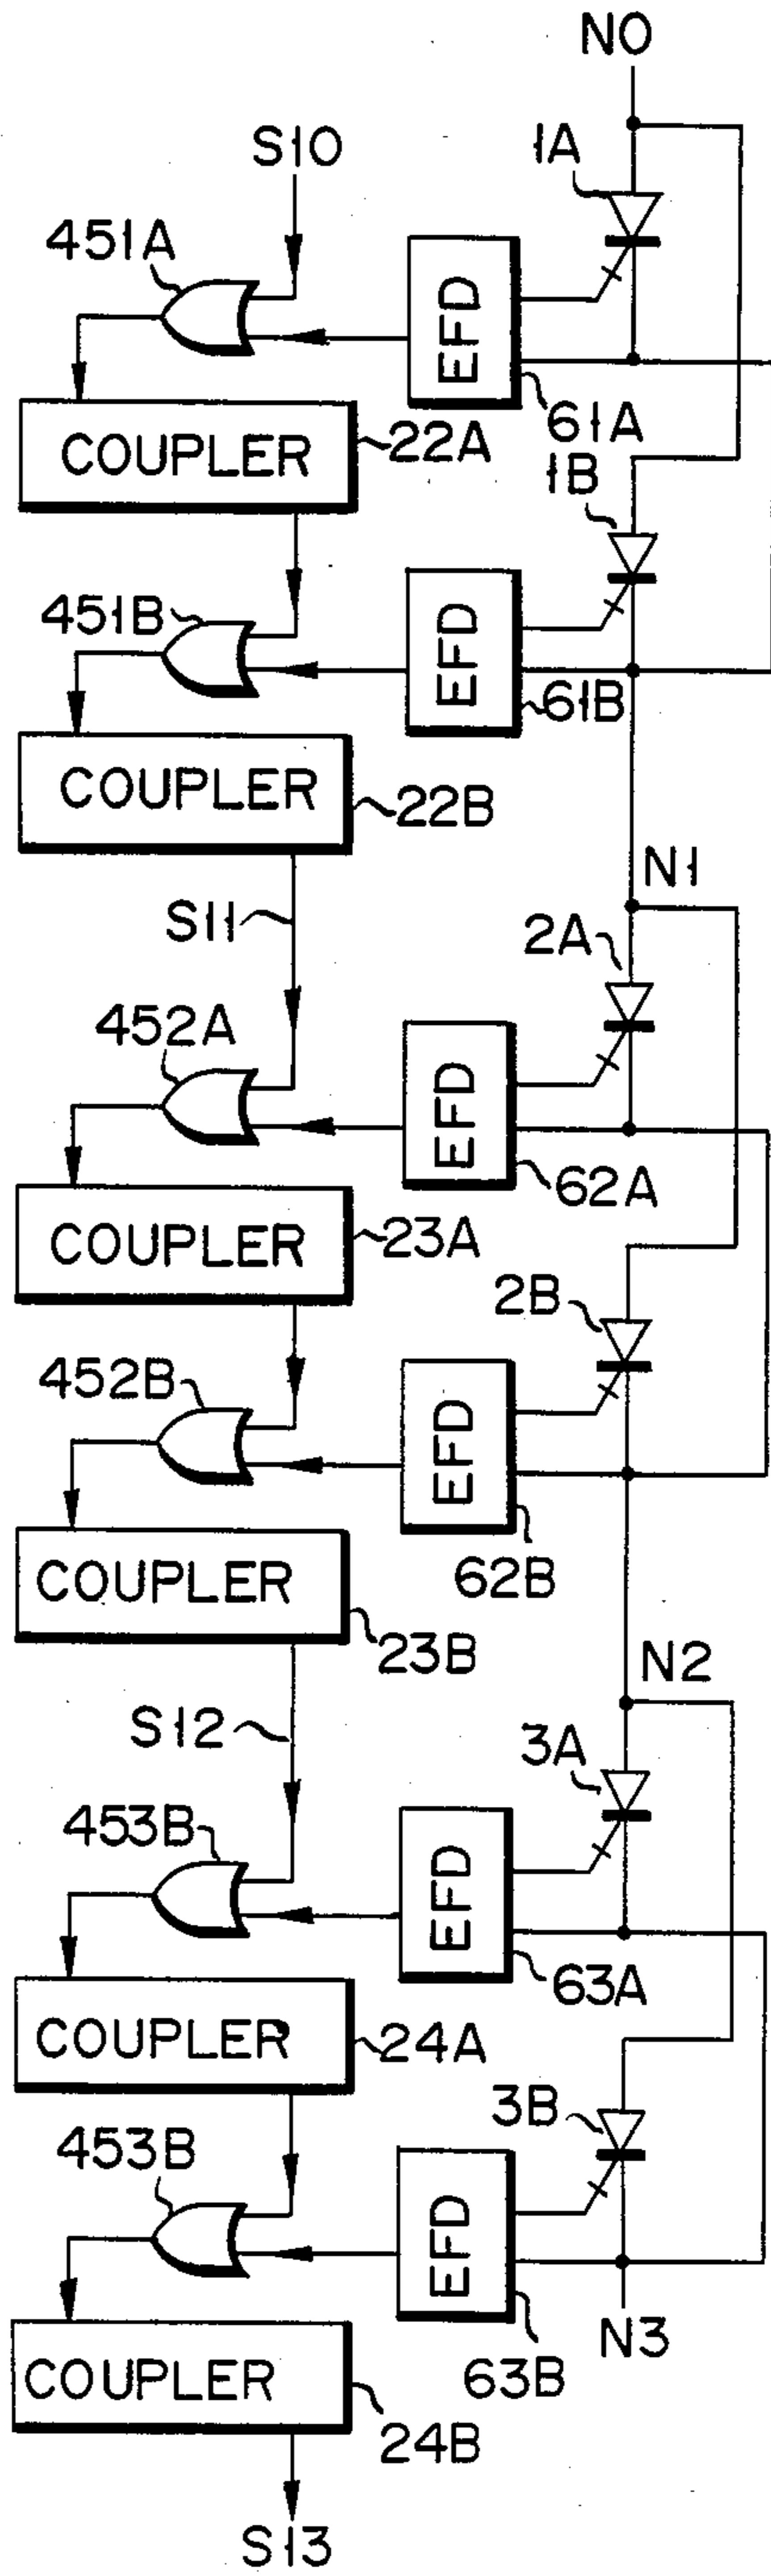 N0
S10
1A
451A
EFD
61A
COUPLER
22A
1B
451B
EFD
61B
COUPLER
22B
N1
S11
2A
452A
EFD
62A
COUPLER
23A
2B
452B
EFD
62B
COUPLER
23B
N2
S12
3A
453B
EFD
63A
COUPLER
24A
3B
453B
EFD
N3
63B
COUPLER
24B
S13